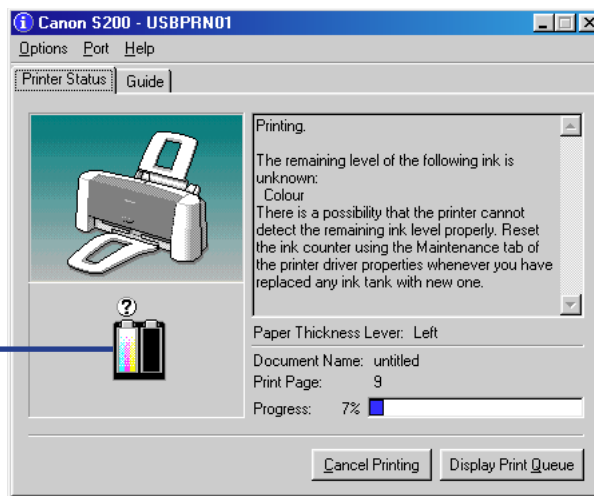 Canon S200 - USBPRN01
Options Port Help
Printer Status Guide
Printing.
The remaining level of the following ink is
unknown:
Colour
There is a possibility that the printer cannot
detect the remaining ink level properly. Reset
the ink counter using the Maintenance tab of
the printer driver properties whenever you have
replaced any ink tank with new one.
?
Paper Thickness Lever: Left
Document Name: untitled
Print Page: 9
Progress: 7%
Cancel Printing Display Print Queue